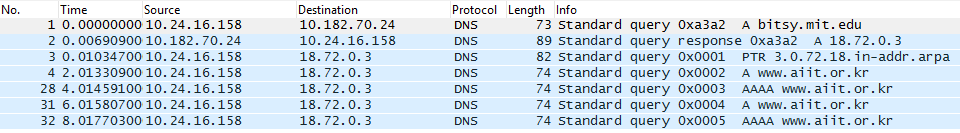 No. Time Source Destination Protocol Length Info
1 0.00000000 10.24.16.158 10.182.70.24 DNS 73 Standard query 0xa3a2 A bitsy.mit.edu
2 0.00690900 10.182.70.24 10.24.16.158 DNS 89 Standard query response 0xa3a2 A 18.72.0.3
3 0.01034700 10.24.16.158 18.72.0.3 DNS 82 Standard query 0x0001 PTR 3.0.72.18.in-addr.arpa
4 2.01330900 10.24.16.158 18.72.0.3 DNS 74 Standard query 0x0002 A www.aiit.or.kr
28 4.01459100 10.24.16.158 18.72.0.3 DNS 74 Standard query 0x0003 AAAA www.aiit.or.kr
31 6.01580700 10.24.16.158 18.72.0.3 DNS 74 Standard query 0x0004 A www.aiit.or.kr
32 8.01770300 10.24.16.158 18.72.0.3 DNS 74 Standard query 0x0005 AAAA www.aiit.or.kr